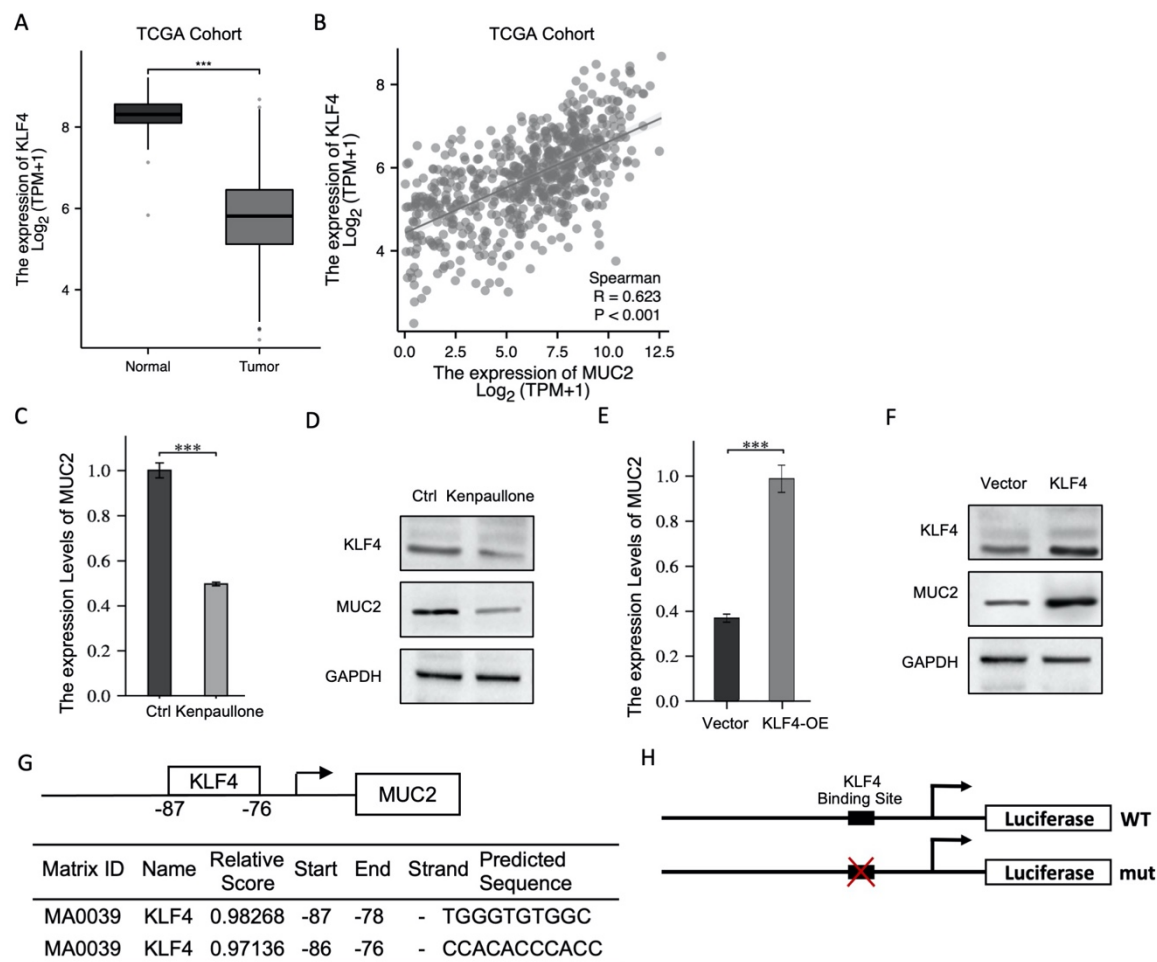 A
TCGA Cohort
***
The expression of KLF4
Log2 (TPM+1)
8
6
4
Normal
Tumor
B
TCGA Cohort
The expression of KLF4
Log2 (TPM+1)
8
6
4
Spearman
R = 0.623
P < 0.001
0.0 2.5 5.0 7.5 10.0 12.5
The expression of MUC2
Log2 (TPM+1)
C
***
The expression Levels of MUC2
1.0
0.8
0.6
0.4
0.2
0.0
Ctrl Kenpaullone
D
Ctrl Kenpaullone
KLF4
MUC2
GAPDH
E
***
The expression Levels of MUC2
1.0
0.8
0.6
0.4
0.2
0.0
Vector KLF4-OE
F
Vector KLF4
KLF4
MUC2
GAPDH
G
KLF4
-87 -76
MUC2
Matrix ID Name Relative Score Start End Strand Predicted Sequence
MA0039 KLF4 0.98268 -87 -78 - TGGGTGTGGC
MA0039 KLF4 0.97136 -86 -76 - CCACACCCACC
H
KLF4
Binding Site
Luciferase WT
Luciferase mut